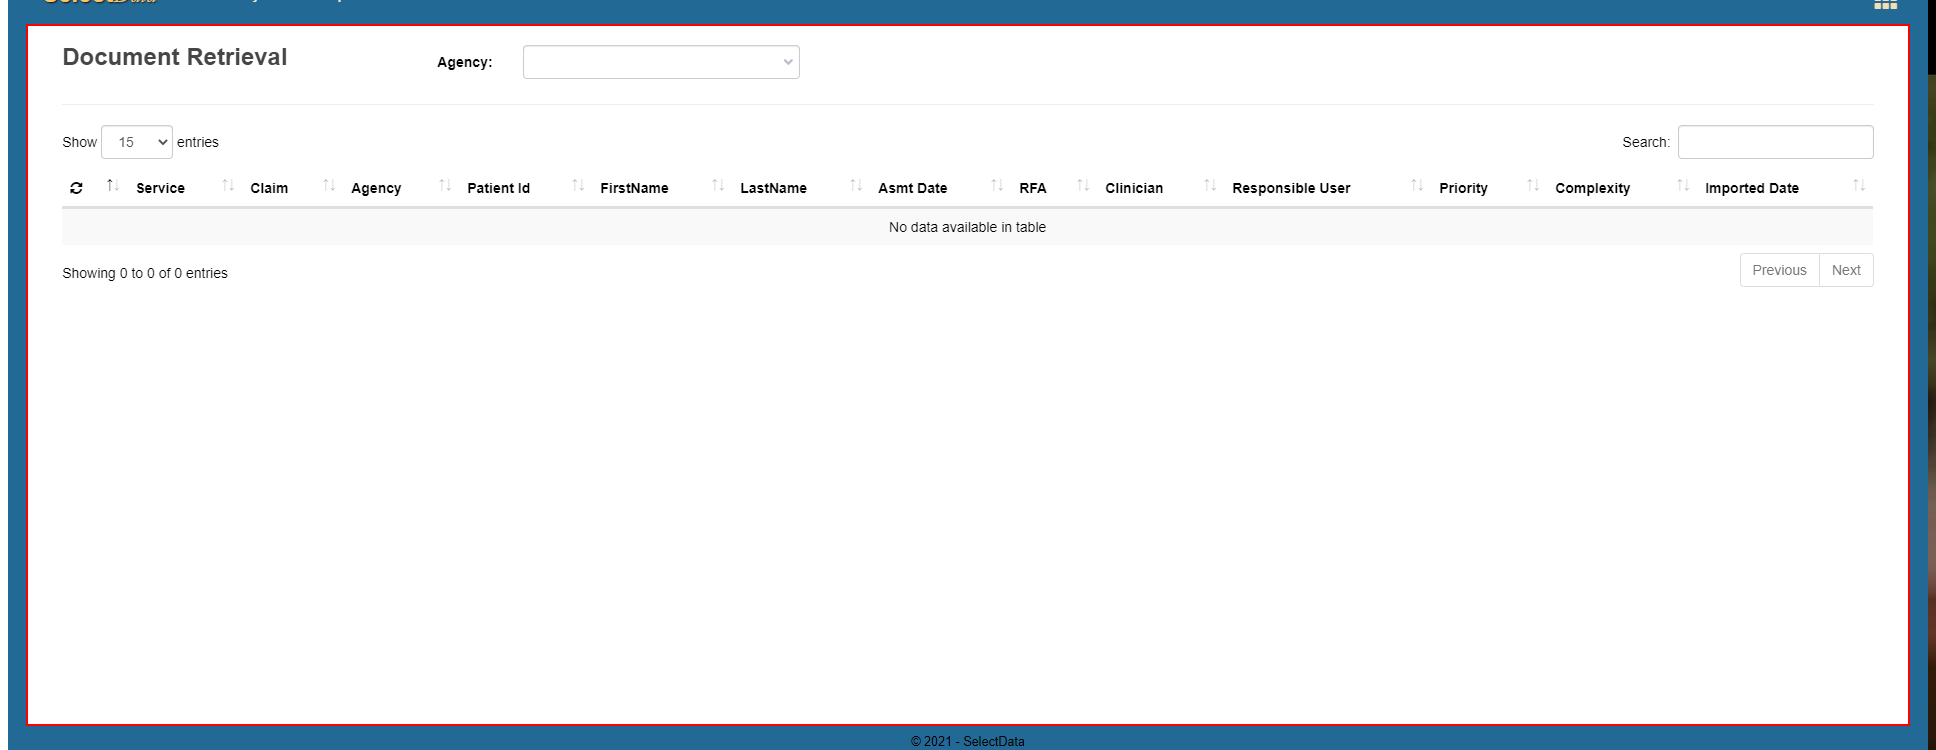 Document Retrieval
Agency:
Show 15 entries
Search:
Service Claim Agency Patient Id FirstName LastName Asmt Date RFA Clinician Responsible User Priority Complexity Imported Date
No data available in table
Showing 0 to 0 of 0 entries
Previous Next
© 2021 - SelectData